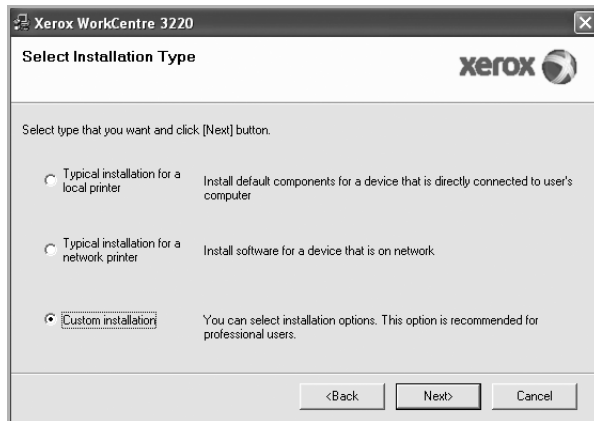 Xerox WorkCentre 3220
Select Installation Type
xerox
Select type that you want and click [Next] button.
Typical installation for a
local printer
Install default components for a device that is directly connected to user's
computer
Typical installation for a
network printer
Install software for a device that is on network
Custom installation
You can select installation options. This option is recommended for
professional users.
<Back
Next>
Cancel